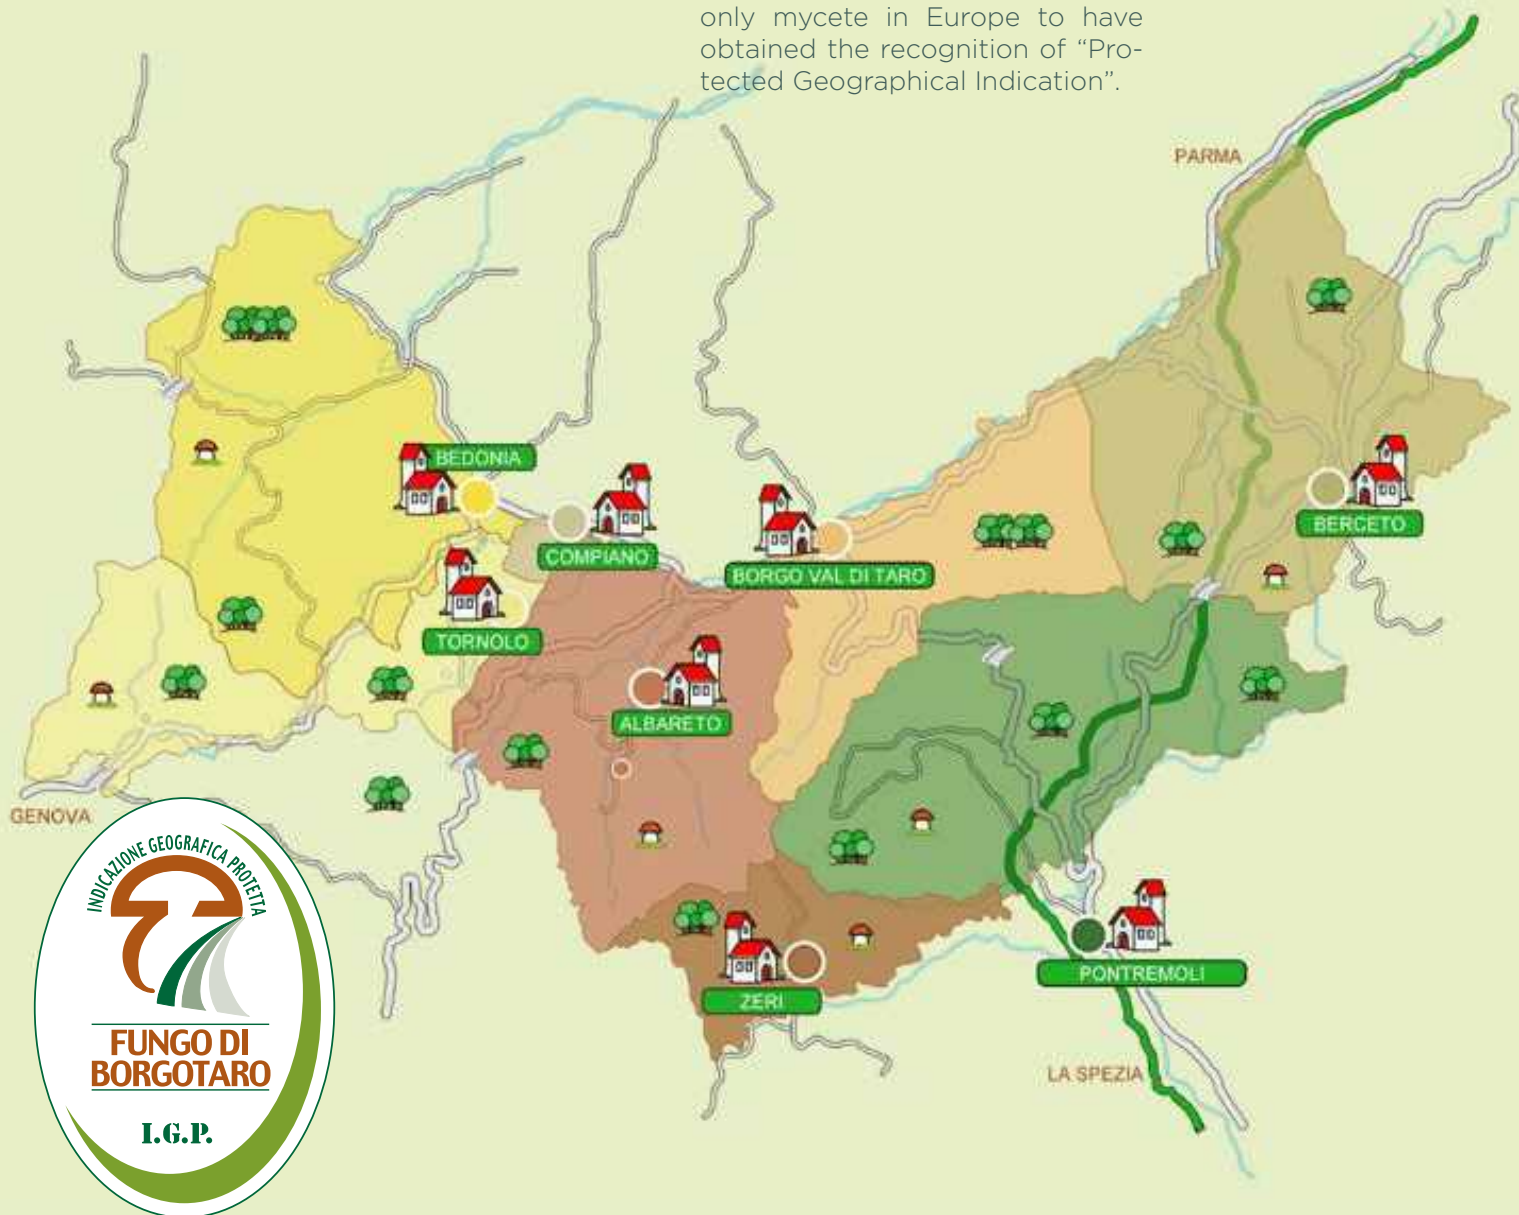 only mycete in Europe to have
obtained the recognition of “Pro-
tected Geographical Indication”.
PARMA
BEDONIA
COMPIANO
BORGO VAL DI TARO
BERCETO
TORNOLO
ALBARETO
GENOVA
PONTREMOLI
ZERI
LA SPEZIA
INDICAZIONE GEOGRAFICA PROTETTA
FUNGO DI
BORGOTARO
I.G.P.